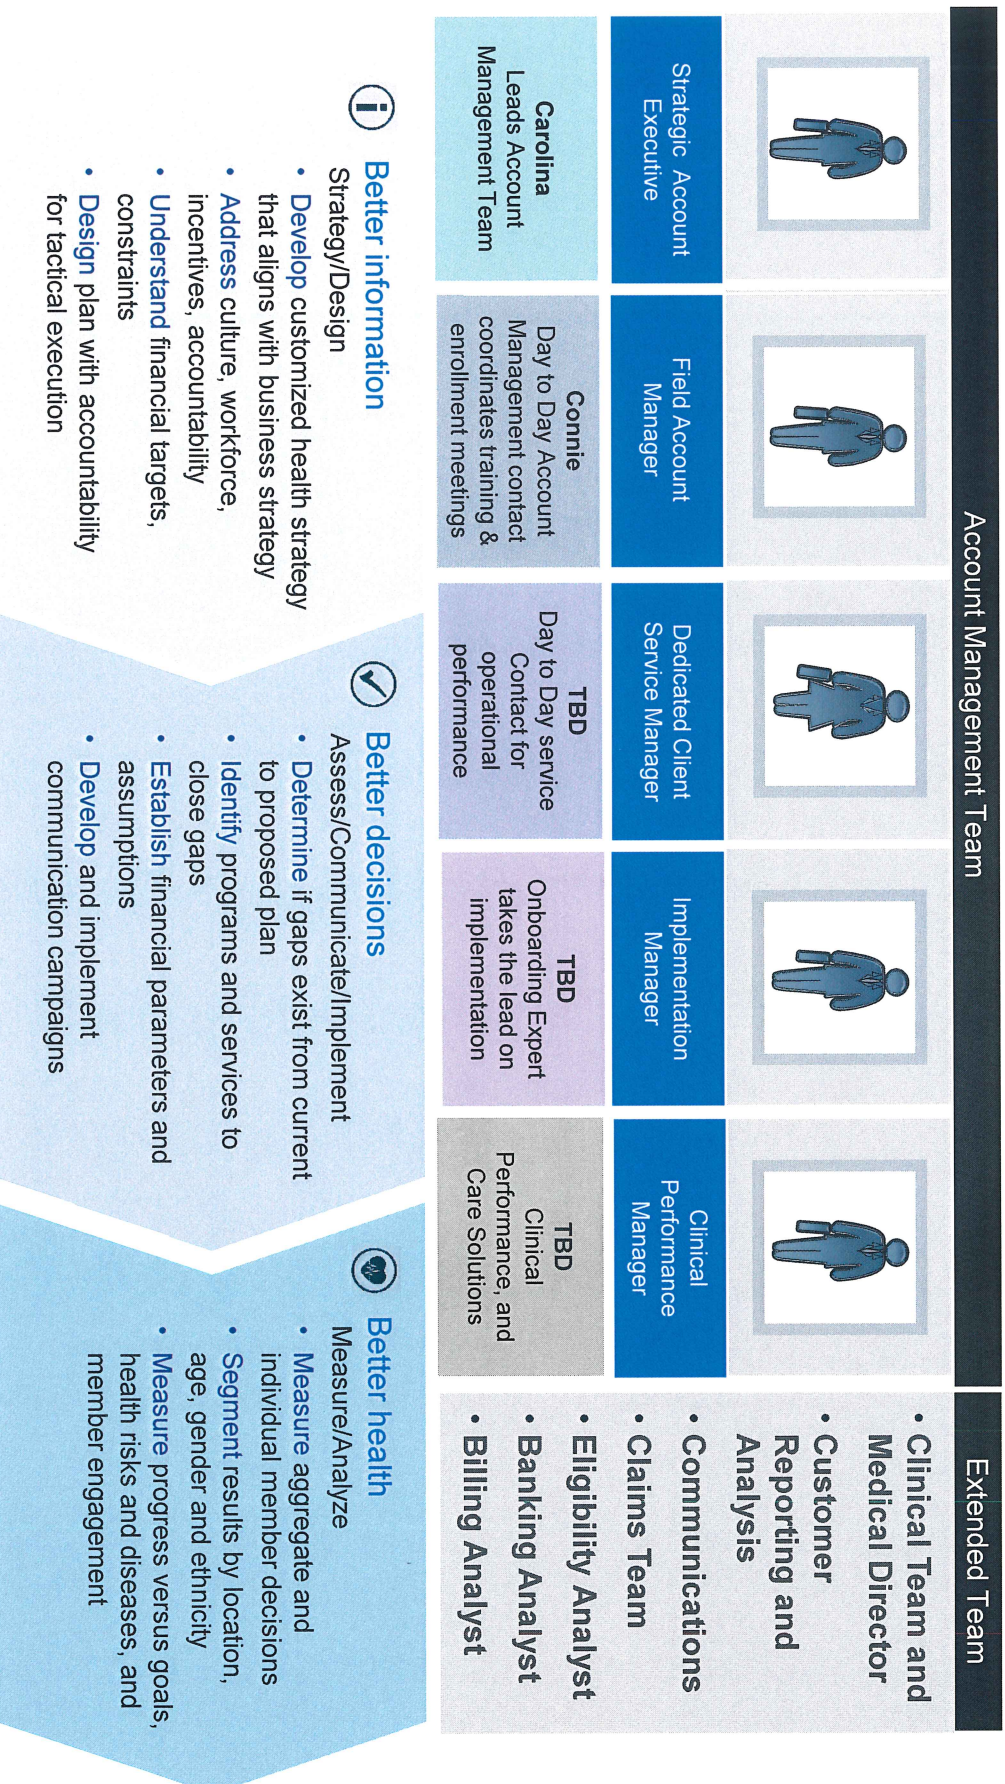 Account Management Team
Extended Team
Strategic Account
Executive
Field Account
Manager
Dedicated Client
Service Manager
Implementation
Manager
Clinical
Performance
Manager
Carolina
Leads Account
Management Team
Connie
Day to Day Account
Management contact
coordinates training &
enrollment meetings
TBD
Day to Day service
Contact for
operational
performance
TBD
Onboarding Expert
takes the lead on
implementation
TBD
Clinical
Performance, and
Care Solutions
• Clinical Team and
Medical Director
• Customer
Reporting and
Analysis
• Communications
• Claims Team
• Eligibility Analyst
• Banking Analyst
• Billing Analyst
Better information
Strategy/Design
• Develop customized health strategy
that aligns with business strategy
• Address culture, workforce,
incentives, accountability
• Understand financial targets,
constraints
• Design plan with accountability
for tactical execution
Better decisions
Assess/Communicate/Implement
• Determine if gaps exist from current
to proposed plan
• Identify programs and services to
close gaps
• Establish financial parameters and
assumptions
• Develop and implement
communication campaigns
Better health
Measure/Analyze
• Measure aggregate and
individual member decisions
• Segment results by location,
age, gender and ethnicity
• Measure progress versus goals,
health risks and diseases, and
member engagement